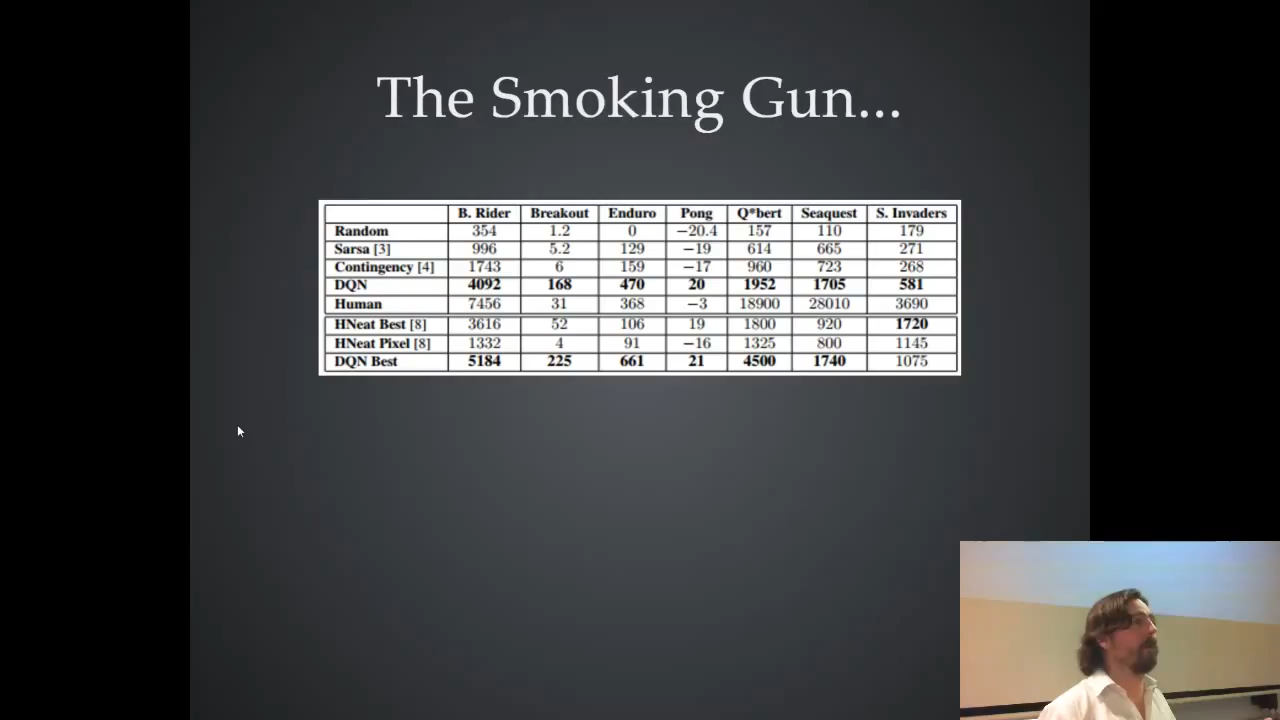 The Smoking Gun...
B. Rider Breakout Enduro Pong Q*bert Seaquest S. Invaders
Random 354 1.2 0 −20.4 157 110 179
Sarsa [3] 996 5.2 129 −19 614 665 271
Contingency [4] 1743 6 159 −17 960 723 268
DQN 4092 168 470 20 1952 1705 581
Human 7456 31 368 −3 18900 28010 3690
HNeat Best [8] 3616 52 106 19 1800 920 1720
HNeat Pixel [8] 1332 4 91 −16 1325 800 1145
DQN Best 5184 225 661 21 4500 1740 1075